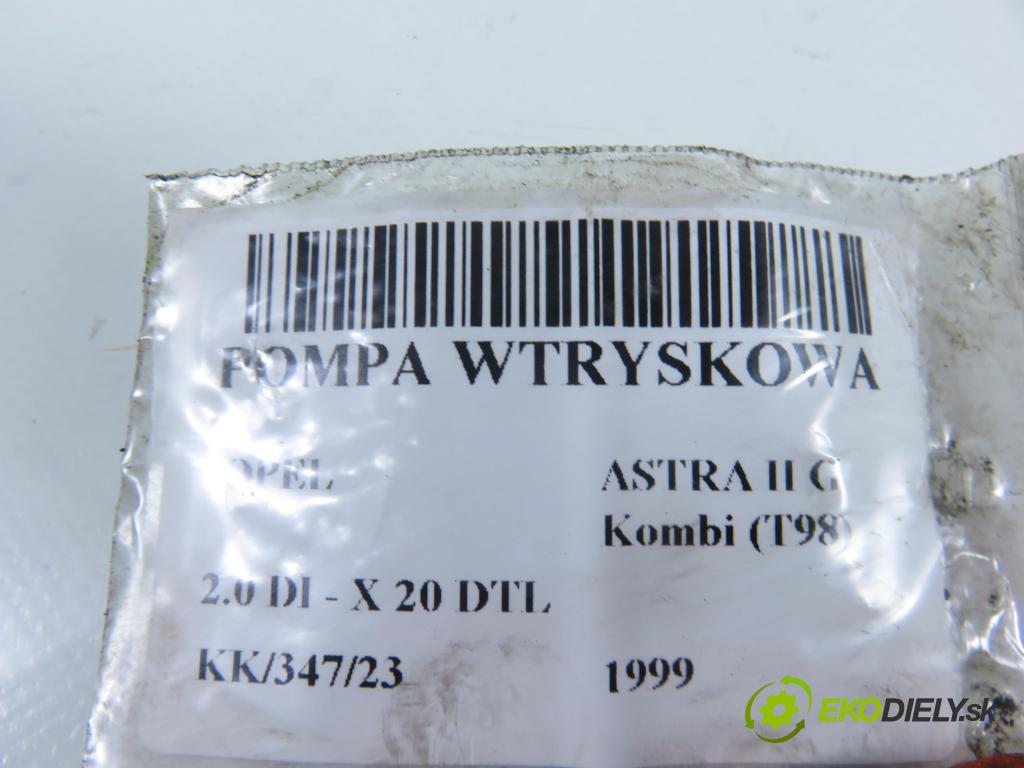 POMPA WTRYSKOWA
OPEL
ASTRA II G
Kombi (T98)
2.0 DI - X 20 DTL
KK/347/23
1999
EKODIELY.sk